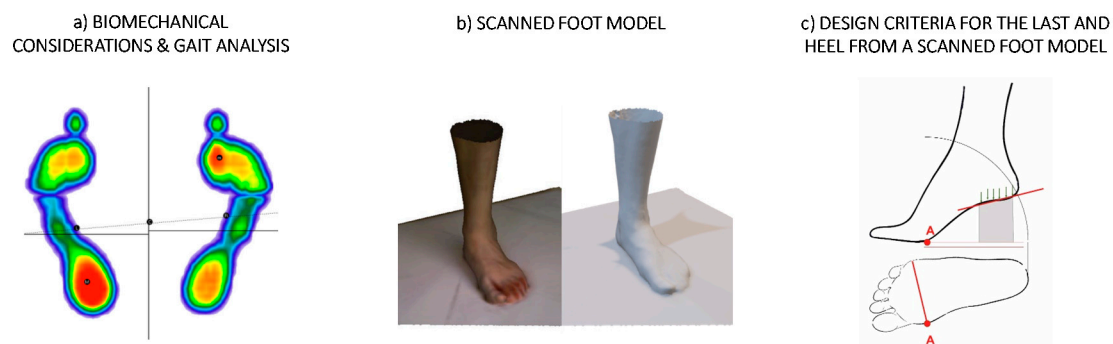 a) BIOMECHANICAL
CONSIDERATIONS & GAIT ANALYSIS
b) SCANNED FOOT MODEL
c) DESIGN CRITERIA FOR THE LAST AND
HEEL FROM A SCANNED FOOT MODEL
A
A